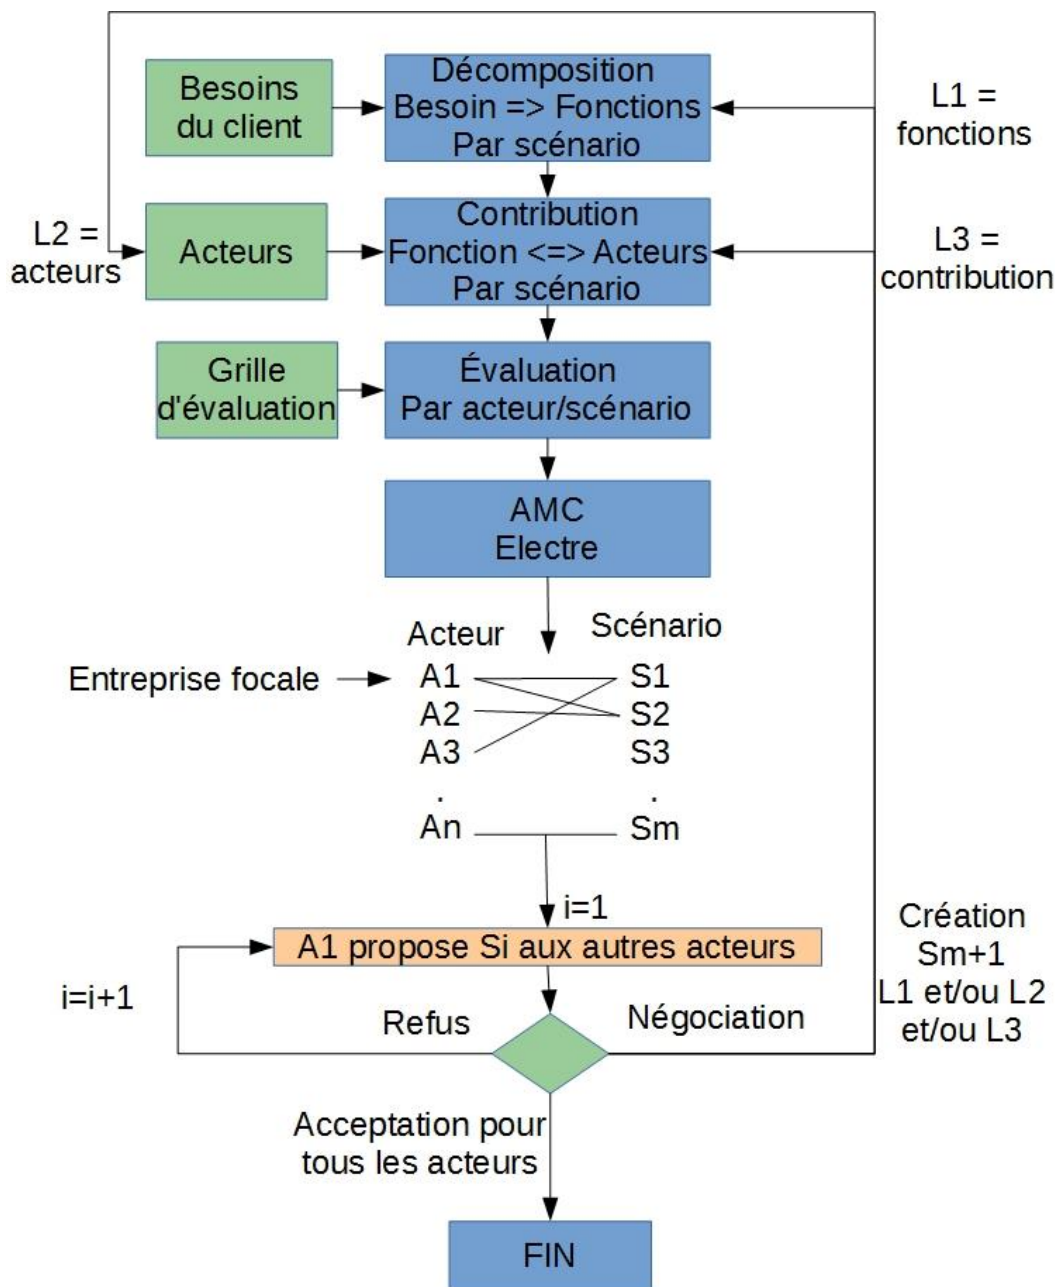 Besoins
du client
Décomposition
Besoin => Fonctions
Par scénario
L1 =
fonctions
L2 =
acteurs
Acteurs
Contribution
Fonction <=> Acteurs
Par scénario
L3 =
contribution
Grille
d'évaluation
Évaluation
Par acteur/scénario
AMC
Electre
Acteur
Scénario
Entreprise focale
A1
S1
A2
S2
A3
S3
.
.
An
Sm
i=1
A1 propose Si aux autres acteurs
i=i+1
Refus
Négociation
Création
Sm+1
L1 et/ou L2
et/ou L3
Acceptation pour
tous les acteurs
FIN